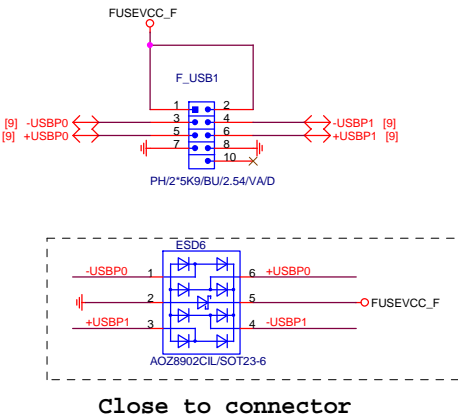 FUSEVCC_F
F_USB1
1 2
[9] -USBP0 3 4 -USBP1 [9]
[9] +USBP0 5 6 +USBP1 [9]
7 8
10
PH/2*5K9/BU/2.54/VA/D
ESD6
-USBP0 1 6 +USBP0
2 5 FUSEVCC_F
+USBP1 3 4 -USBP1
AOZ8902CIL/SOT23-6
Close to connector